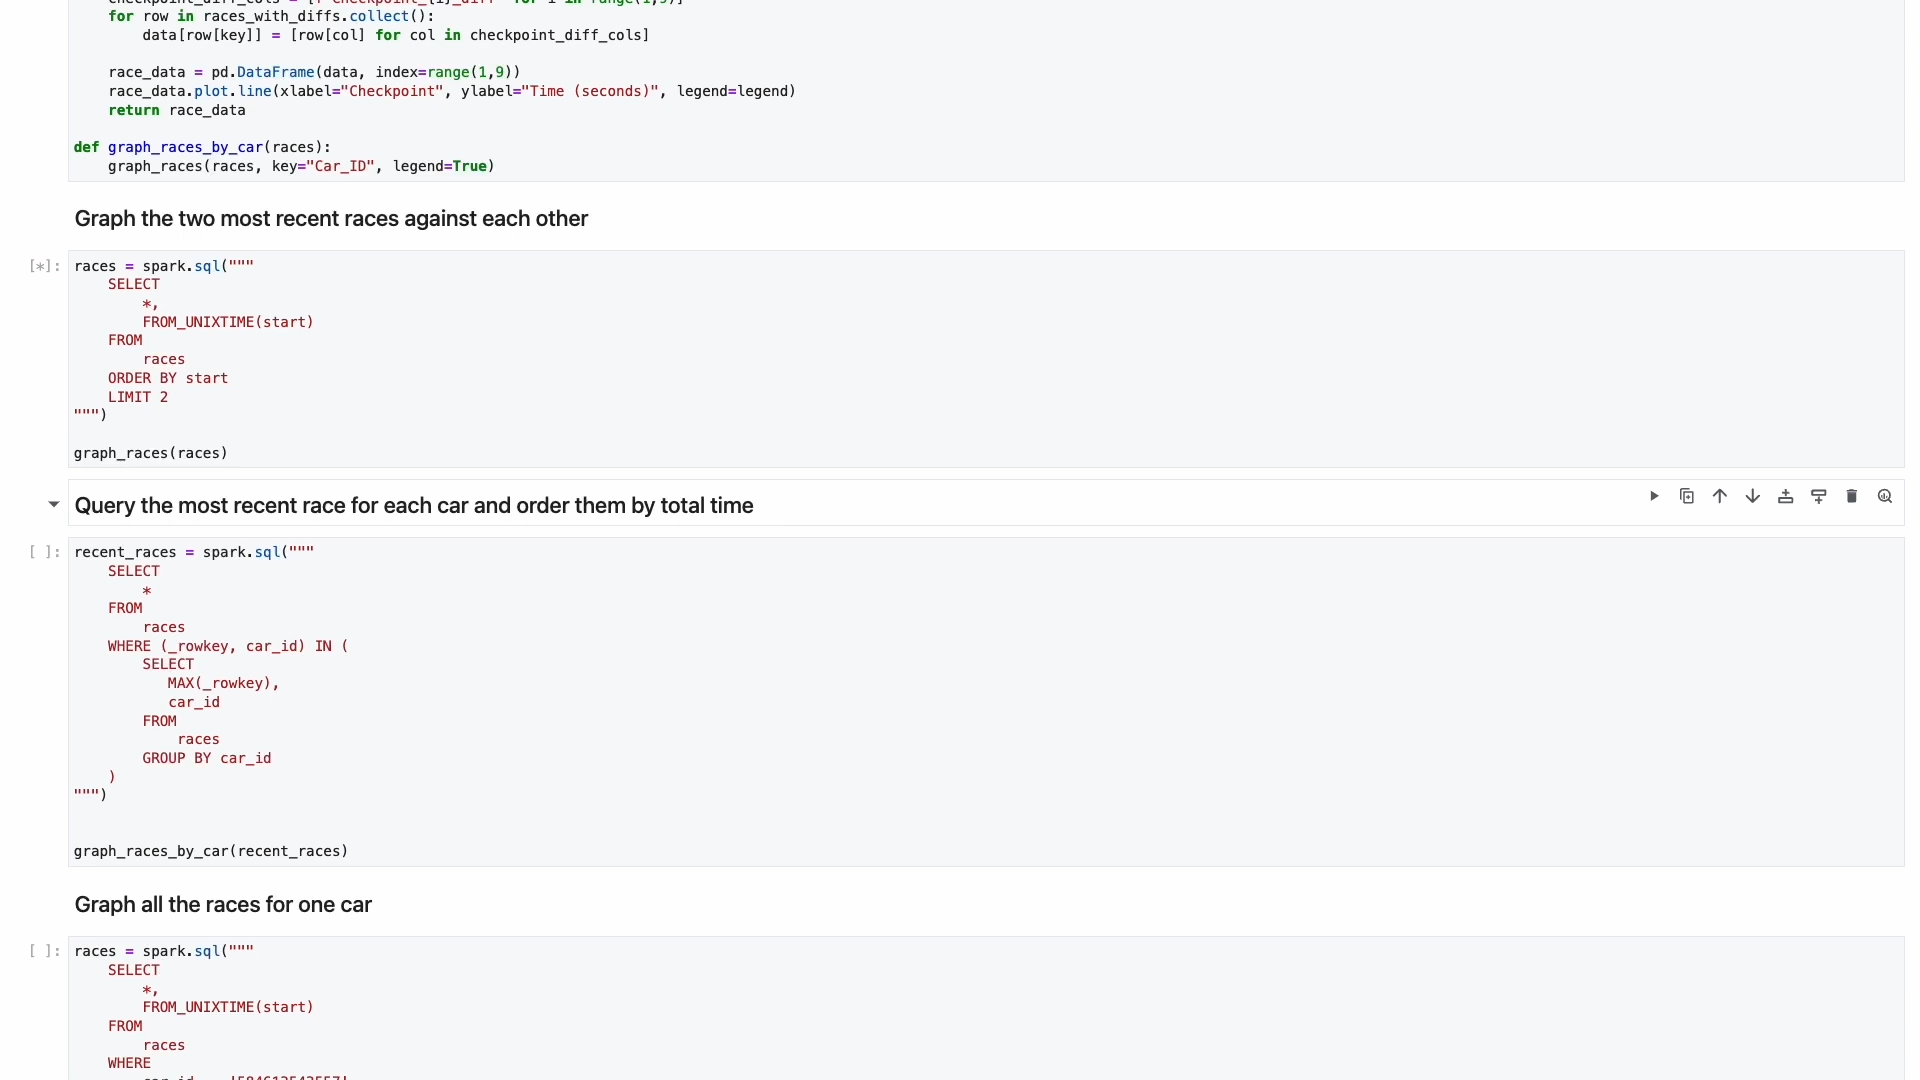 for row in races_with_diffs.collect():
data[row[key]] = [row[col] for col in checkpoint_diff_cols]
race_data = pd.DataFrame(data, index=range(1,9))
race_data.plot.line(xlabel="Checkpoint", ylabel="Time (seconds)", legend=legend)
return race_data
def graph_races_by_car(races):
graph_races(races, key="Car_ID", legend=True)
Graph the two most recent races against each other
[*]: races = spark.sql("""
SELECT
*,
FROM_UNIXTIME(start)
FROM
races
ORDER BY start
LIMIT 2
""")
graph_races(races)
Query the most recent race for each car and order them by total time
[ ]: recent_races = spark.sql("""
SELECT
*
FROM
races
WHERE (_rowkey, car_id) IN (
SELECT
MAX(_rowkey),
car_id
FROM
races
GROUP BY car_id
)
""")
graph_races_by_car(recent_races)
Graph all the races for one car
[ ]: races = spark.sql("""
SELECT
*,
FROM_UNIXTIME(start)
FROM
races
WHERE